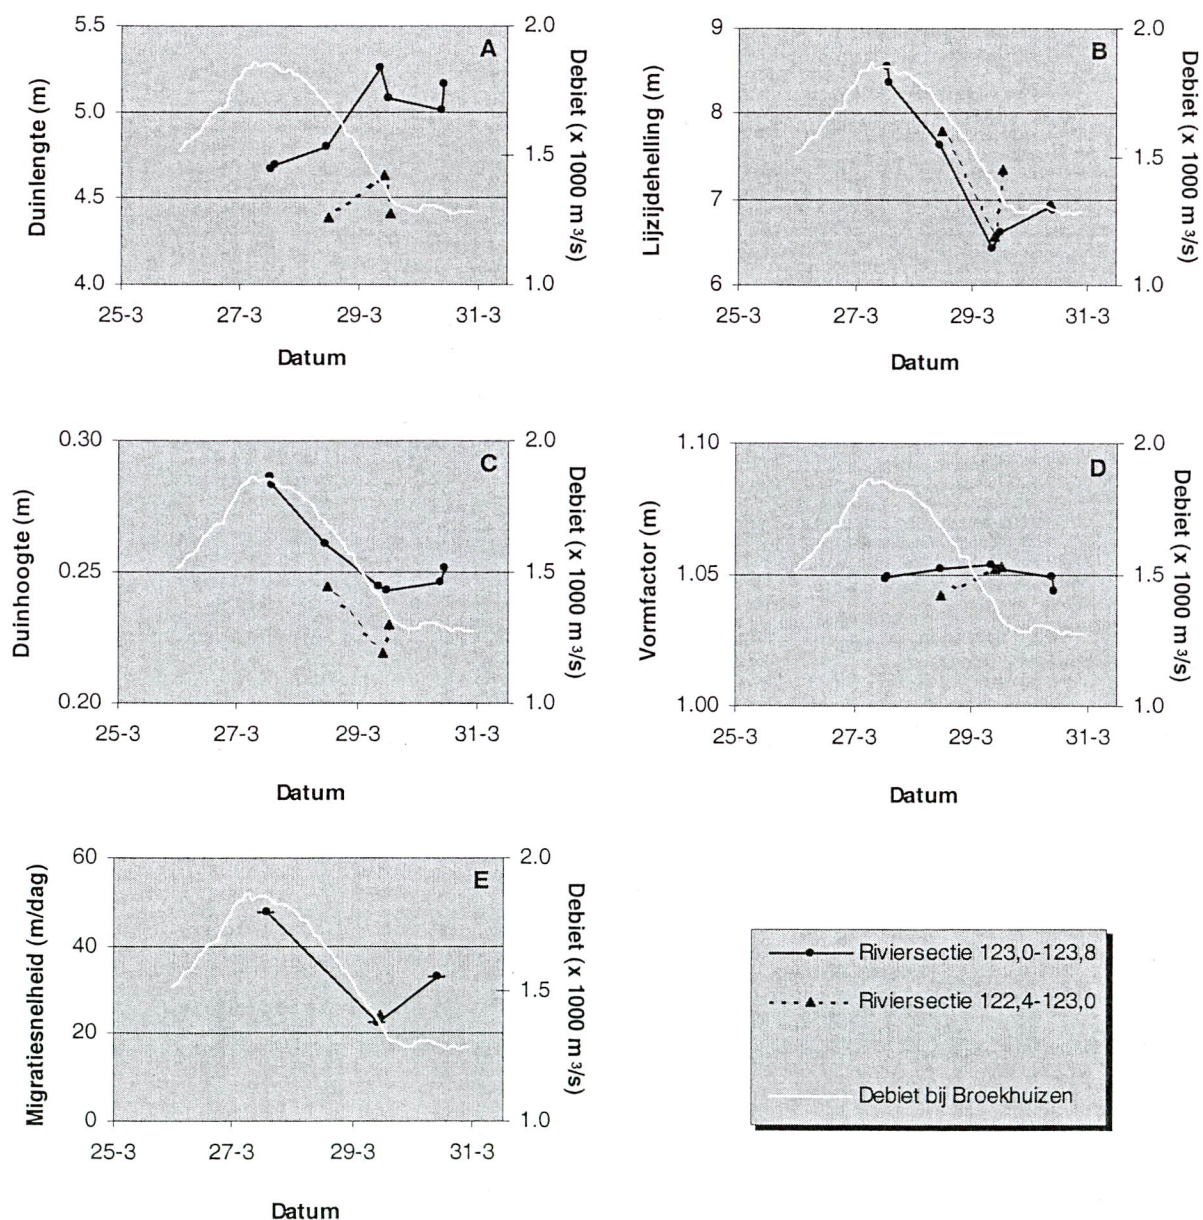 5.5
5.0
4.5
4.0
Duinlengte (m)
A
2.0
1.5
1.0
Debiet (x 1000 m³/s)
25-3 27-3 29-3 31-3
Datum
9
8
7
6
Lijzijdehelling (m)
B
2.0
1.5
1.0
Debiet (x 1000 m³/s)
25-3 27-3 29-3 31-3
Datum
0.30
0.25
0.20
Duinhoogte (m)
C
2.0
1.5
1.0
Debiet (x 1000 m³/s)
25-3 27-3 29-3 31-3
Datum
1.10
1.05
1.00
Vormfactor (m)
D
2.0
1.5
1.0
Debiet (x 1000 m³/s)
25-3 27-3 29-3 31-3
Datum
60
40
20
0
Migratiesnelheid (m/dag)
E
2.0
1.5
1.0
Debiet (x 1000 m³/s)
25-3 27-3 29-3 31-3
Datum
Riviersectie 123,0-123,8
Riviersectie 122,4-123,0
Debiet bij Broekhuizen